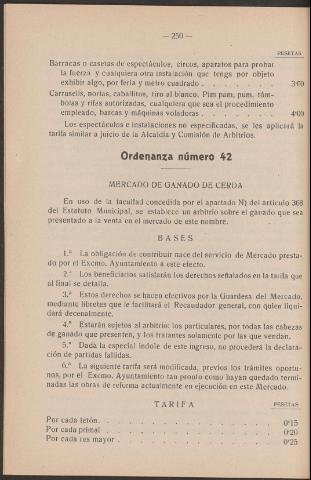 — 250 —
PESETAS
Barracas o casetas de espectáculos, circos, aparatos para probar
la fuerza y cualquiera otra instalación que tenga por objeto
exhibir algo, por feria y metro cuadrado . . . . . . . 3'00
Carrusells, norias, caballitos, tiro al blanco, Pim pam, pum, tóm-
bolas y rifas autorizadas, cualquiera que sea el procedimiento
empleado, barcas y máquinas voladoras . . . . . . . 4'00
Los espectáculos e instalaciones no especificadas, se les aplicará la
tarifa similar a juicio de la Alcaldía y Comisión de Arbitrios.
Ordenanza número 42
MERCADO DE GANADO DE CERDA
En uso de la facultad concedida por el apartado N) del artículo 368
del Estatuto Municipal, se establece un arbitrio sobre el ganado que sea
presentado a la venta en el mercado de este nombre.
BASES
1.ª La obligación de contribuir nace del servicio de Mercado presta-
do por el Excmo. Ayuntamiento a este efecto.
2.ª Los beneficiarios satisfarán los derechos señalados en la tarifa que
al final se detalla.
3.ª Estos derechos se hacen efectivos por la Guardesa del Mercado,
mediante libretes que le facilitará el Recaudador general, con quien liqui-
dará decenalmente.
4.ª Estarán sujetos al arbitrio: los particulares, por todas las cabezas
de ganado que presenten, y los tratantes solamente por las que vendan.
5.ª Dada la especial índole de este ingreso, no procederá la declara-
ción de partidas fallidas.
6.ª La siguiente tarifa será modificada, previos los trámites oportu-
nos, por el Excmo. Ayuntamiento tan pronto como hayan quedado termi-
nadas las obras de reforma actualmente en ejecución en este Mercado.
TARIFA PESETAS
Por cada tetón. . . . . . . . . . . . . . 0'15
Por cada primal . . . . . . . . . . . . . 0'20
Por cada res mayor . . . . . . . . . . . . 0'25